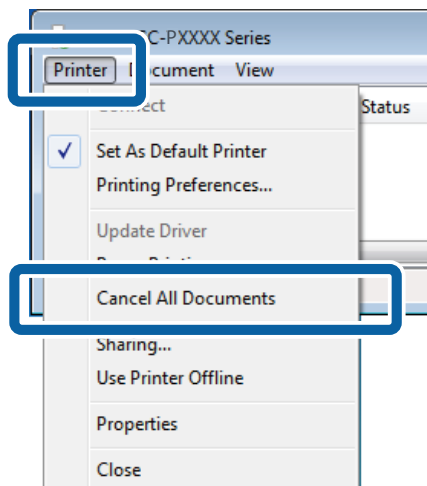 C-PXXXX Series
Printer Document View
Connect
Status
Set As Default Printer
Printing Preferences...
Update Driver
Cancel All Documents
Sharing...
Use Printer Offline
Properties
Close